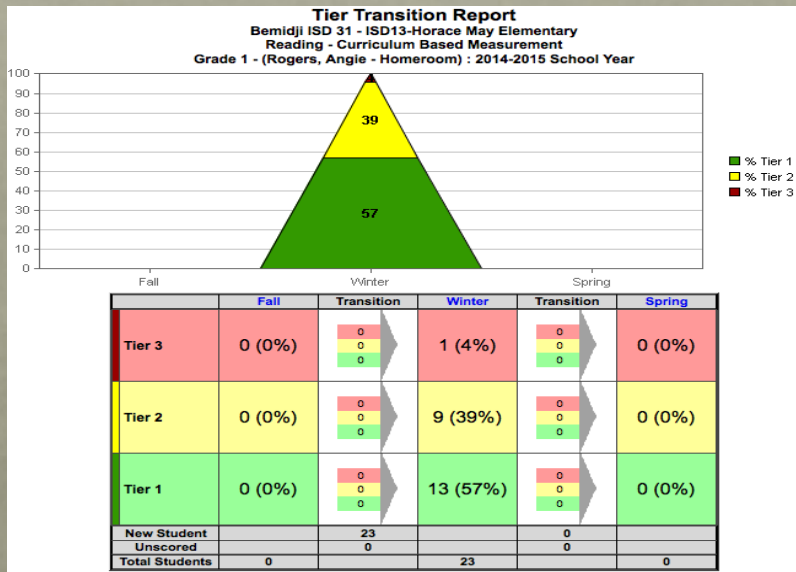 Tier Transition Report
Bemidji ISD 31 - ISD13-Horace May Elementary
Reading - Curriculum Based Measurement
Grade 1 - (Rogers, Angie - Homeroom) : 2014-2015 School Year
100
90
80
70
60
50
40
30
20
10
0
39
57
% Tier 1
% Tier 2
% Tier 3
Fall Winter Spring
Fall Transition Winter Transition Spring
Tier 3 0 (0%) 0 0 0 1 (4%) 0 0 0 0 (0%)
Tier 2 0 (0%) 0 0 0 9 (39%) 0 0 0 0 (0%)
Tier 1 0 (0%) 0 0 0 13 (57%) 0 0 0 0 (0%)
New Student 23 0
Unscored 0 0
Total Students 0 23 0